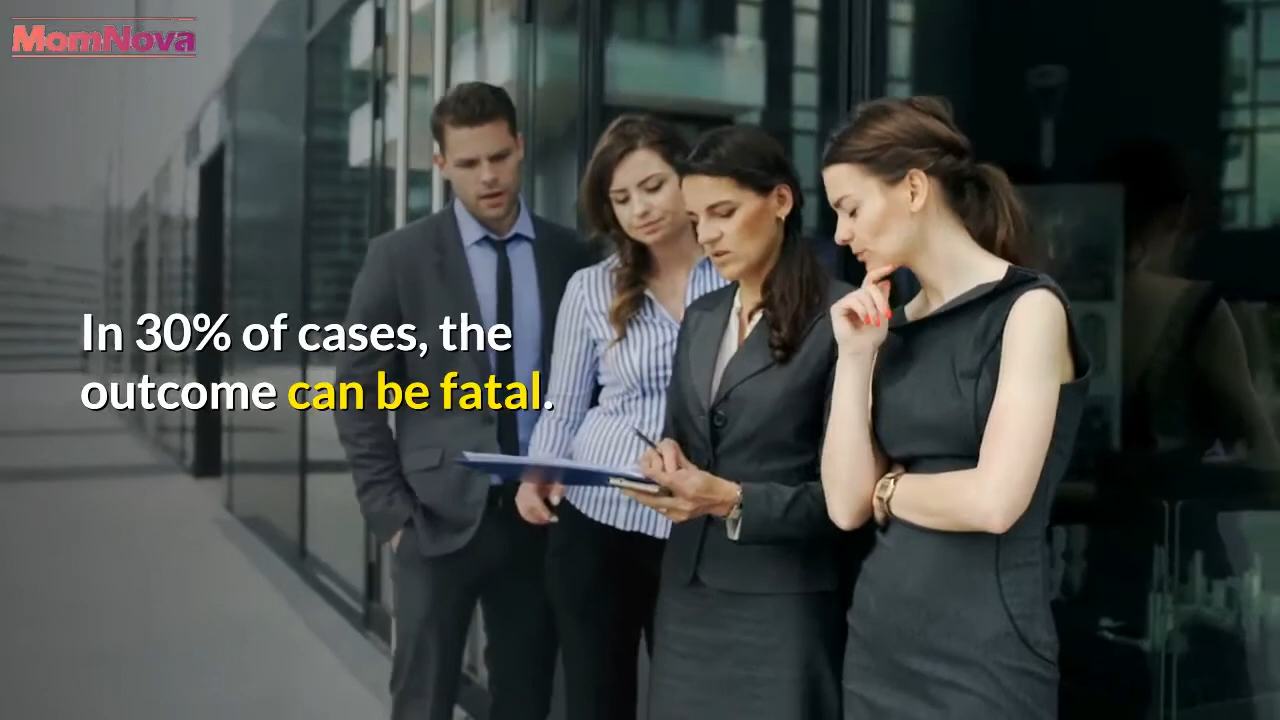 MomNova
In 30% of cases, the
outcome can be fatal.